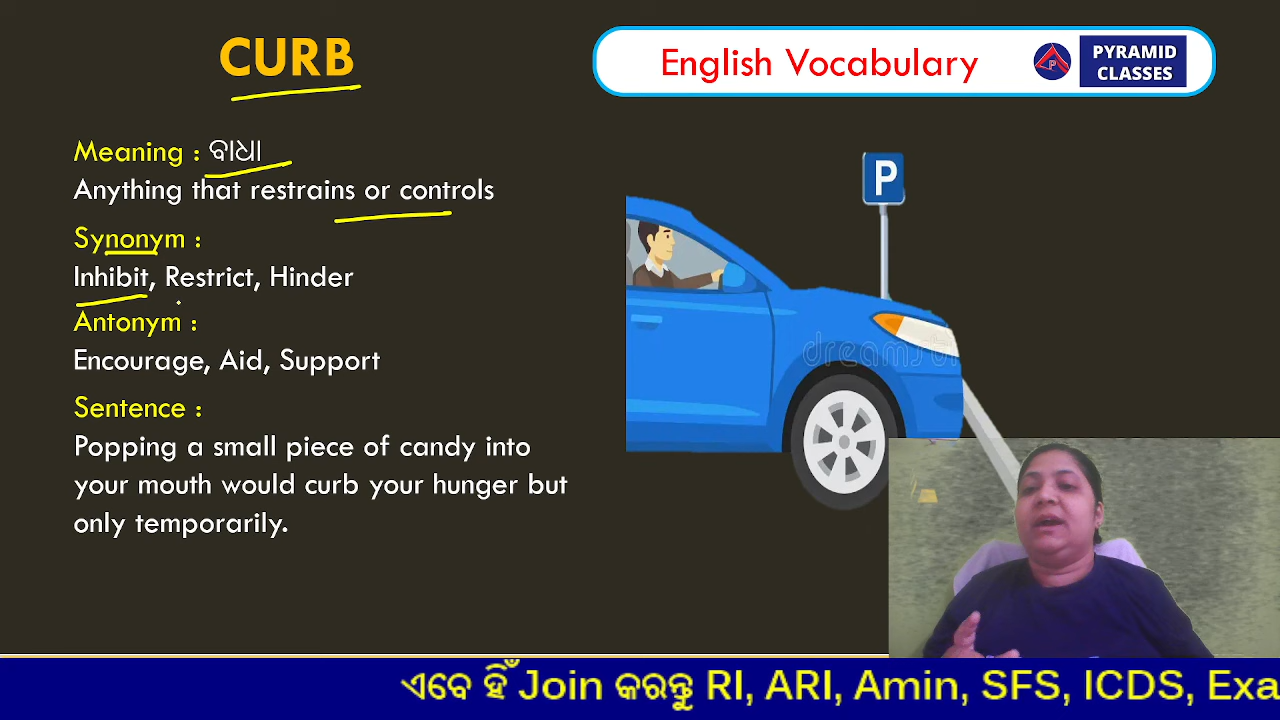 CURB
English Vocabulary
PYRAMID
CLASSES
Meaning : ବାଧା
Anything that restrains or controls
Synonym :
Inhibit, Restrict, Hinder
Antonym :
Encourage, Aid, Support
Sentence :
Popping a small piece of candy into
your mouth would curb your hunger but
only temporarily.
P
dreams
ଏବେ ହିଁ Join କରନ୍ତୁ RI, ARI, Amin, SFS, ICDS, Exa